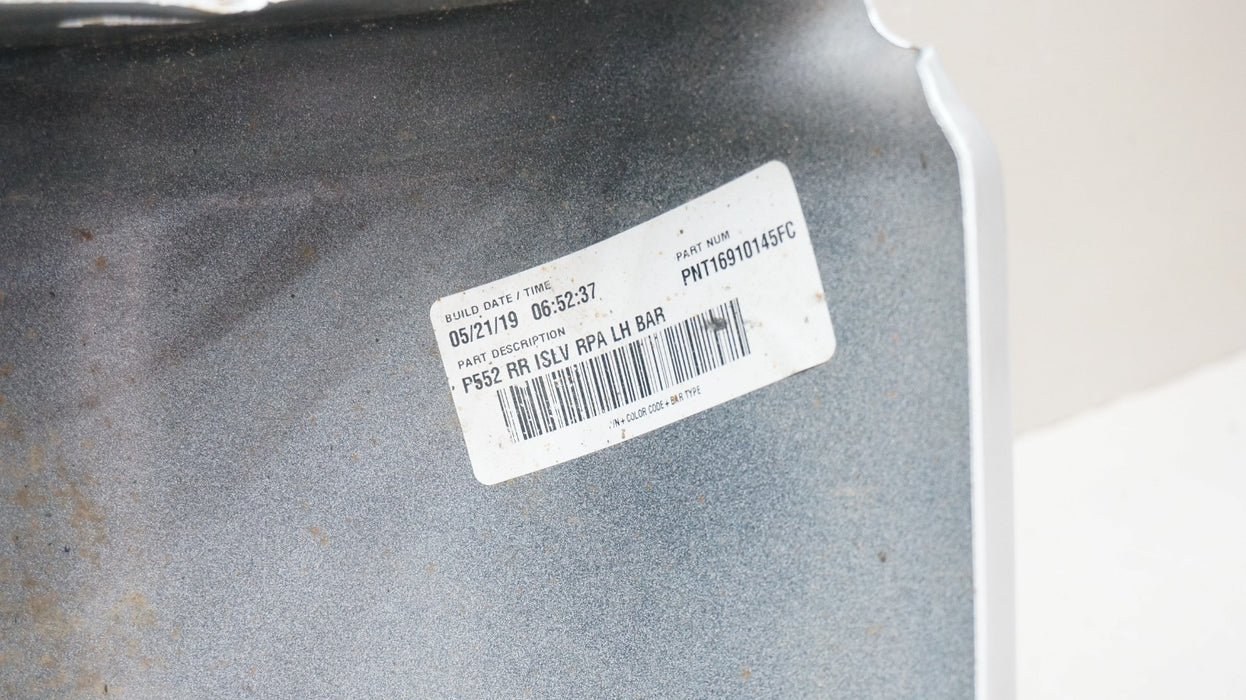 BUILD DATE / TIME
05/21/19 06:52:37
PART NUM
PNT16910145FC
PART DESCRIPTION
P552 RR ISLV RPA LH BAR
+ COLOR CODE + BAR TYPE